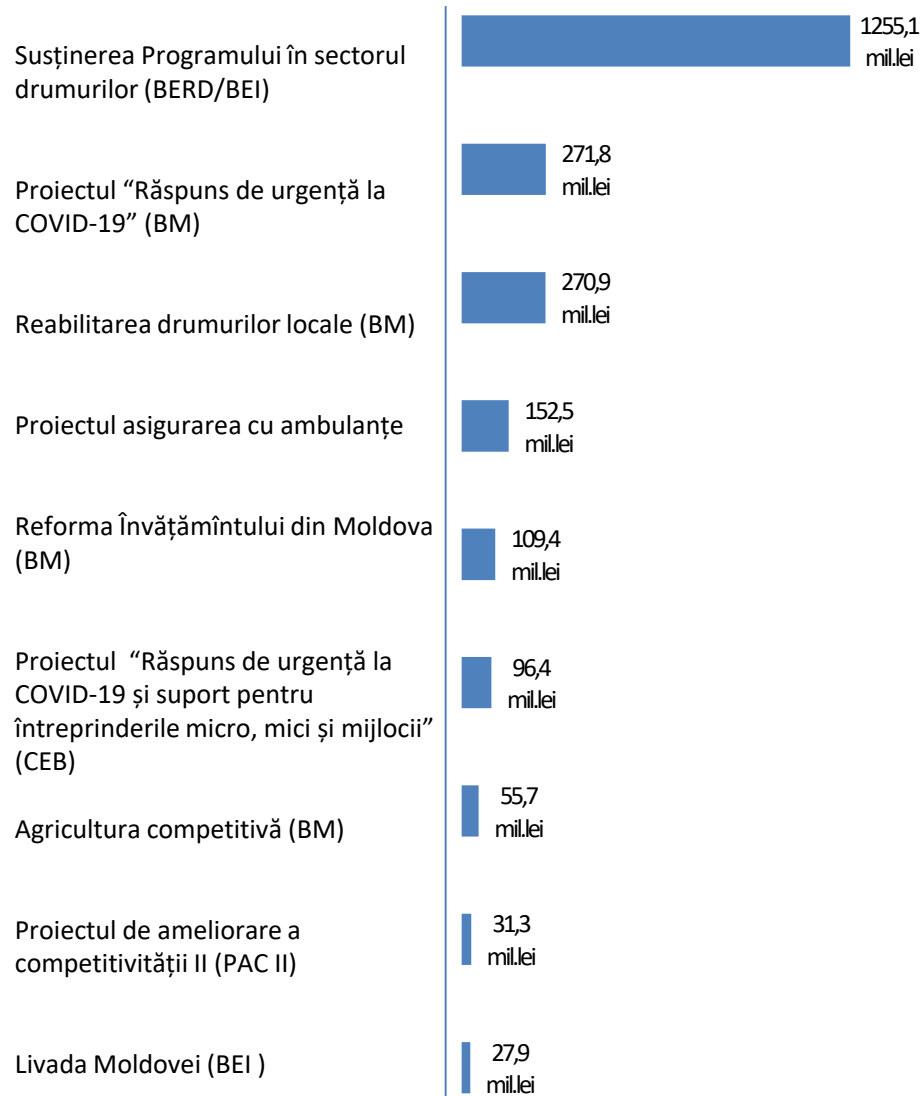 1255,1
mil.lei
Susținerea Programului în sectorul
drumurilor (BERD/BEI)
271,8
mil.lei
Proiectul “Răspuns de urgență la
COVID-19” (BM)
270,9
mil.lei
Reabilitarea drumurilor locale (BM)
152,5
mil.lei
Proiectul asigurarea cu ambulanțe
Reforma Învățămîntului din Moldova
(BM)
109,4
mil.lei
Proiectul “Răspuns de urgență la
COVID-19 și suport pentru
întreprinderile micro, mici și mijlocii”
(CEB)
96,4
mil.lei
55,7
mil.lei
Agricultura competitivă (BM)
31,3
mil.lei
Proiectul de ameliorare a
competitivității II (PAC II)
27,9
mil.lei
Livada Moldovei (BEI )